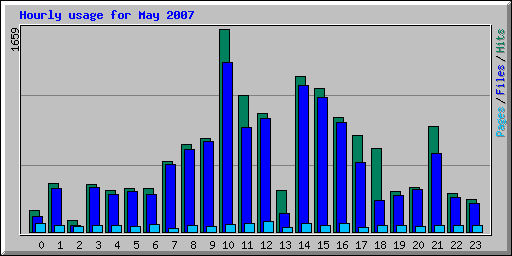 Hourly usage for May 2007
1659
Pages / Files / Hits
0 1 2 3 4 5 6 7 8 9 10 11 12 13 14 15 16 17 18 19 20 21 22 23